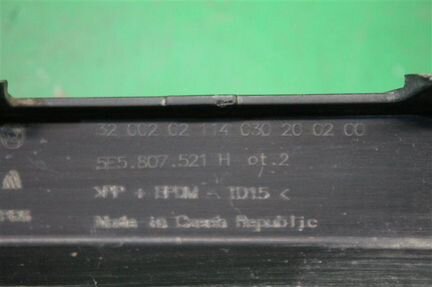 32 002 02 114 030 20 02 00
5E5.807.521 H ot.2
>PP + EPDM - TD15 <
Made in Czech Republic